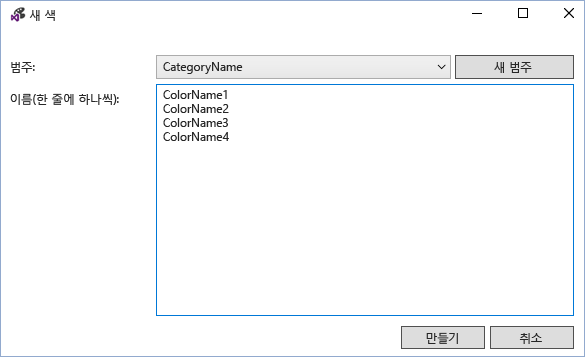 새 색
범주:
CategoryName
새 범주
이름(한 줄에 하나씩):
ColorName1
ColorName2
ColorName3
ColorName4
만들기
취소